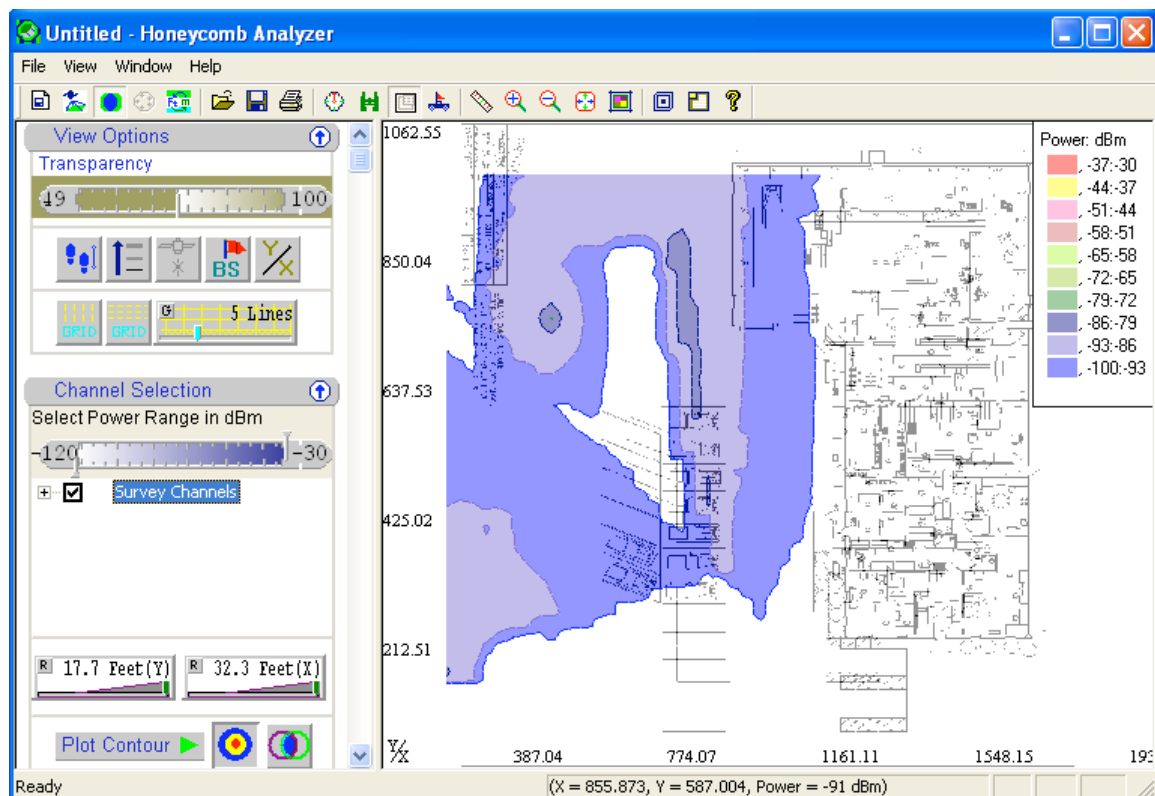 Untitled - Honeycomb Analyzer
File View Window Help
View Options
Transparency
49 100
BS Y/X
GRID GRID G 5 Lines
Channel Selection
Select Power Range in dBm
-120 -30
Survey Channels
R 17.7 Feet(Y) R 32.3 Feet(X)
Plot Contour
1062.55
850.04
637.53
425.02
212.51
Y/X 387.04 774.07 1161.11 1548.15 193
Power: dBm
, -37:-30
, -44:-37
, -51:-44
, -58:-51
, -65:-58
, -72:-65
, -79:-72
, -86:-79
, -93:-86
, -100:-93
Ready (X = 855.873, Y = 587.004, Power = -91 dBm)